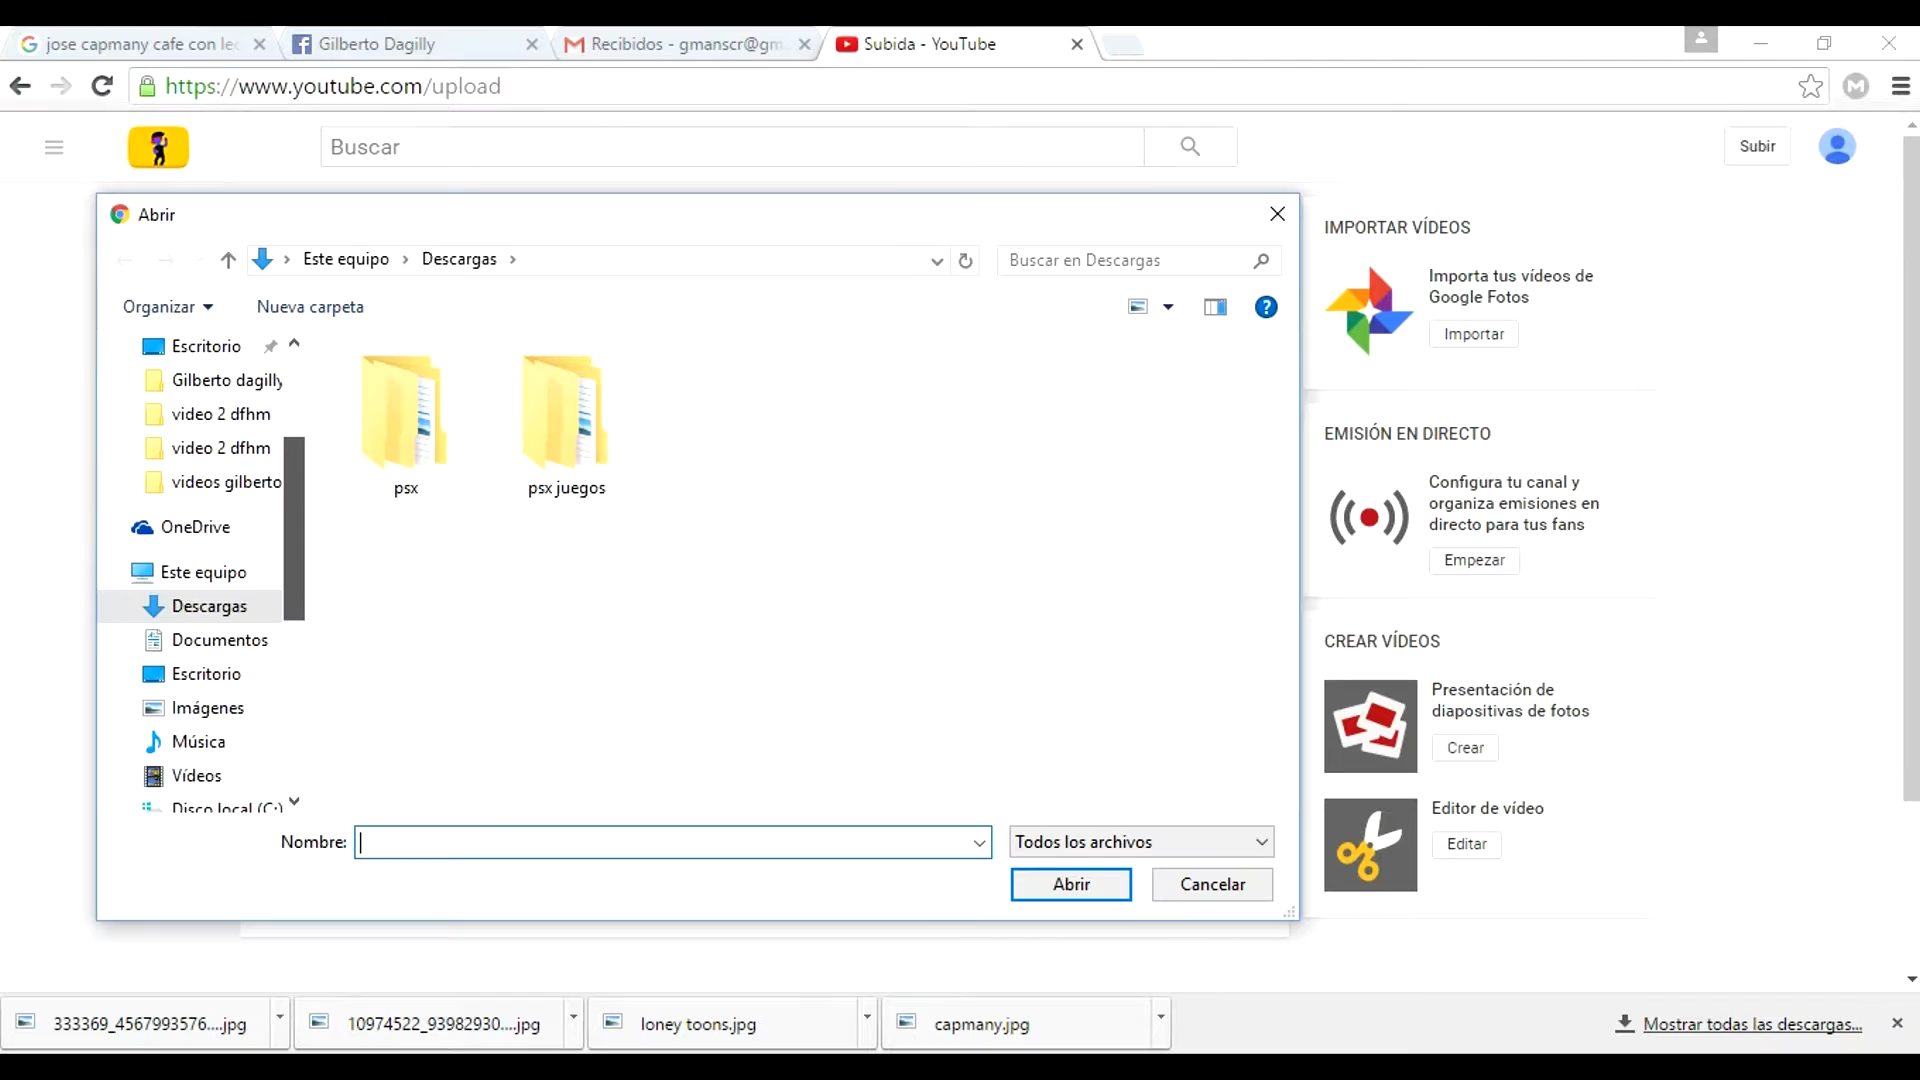 jose capmany cafe con lec
Gilberto Dagilly
Recibidos - gmanscr@gm
Subida - YouTube
https://www.youtube.com/upload
Buscar
Subir
Abrir
Este equipo
Descargas
Buscar en Descargas
Organizar
Nueva carpeta
Escritorio
Gilberto dagilly
video 2 dfhm
video 2 dfhm
videos gilberto
OneDrive
Este equipo
Descargas
Documentos
Escritorio
Imágenes
Música
Vídeos
Disco local (C:)
psx
psx juegos
Nombre:
Todos los archivos
Abrir
Cancelar
IMPORTAR VÍDEOS
Importa tus vídeos de
Google Fotos
Importar
EMISIÓN EN DIRECTO
Configura tu canal y
organiza emisiones en
directo para tus fans
Empezar
CREAR VÍDEOS
Presentación de
diapositivas de fotos
Crear
Editor de vídeo
Editar
333369_4567993576....jpg
10974522_93982930....jpg
loney toons.jpg
capmany.jpg
Mostrar todas las descargas...